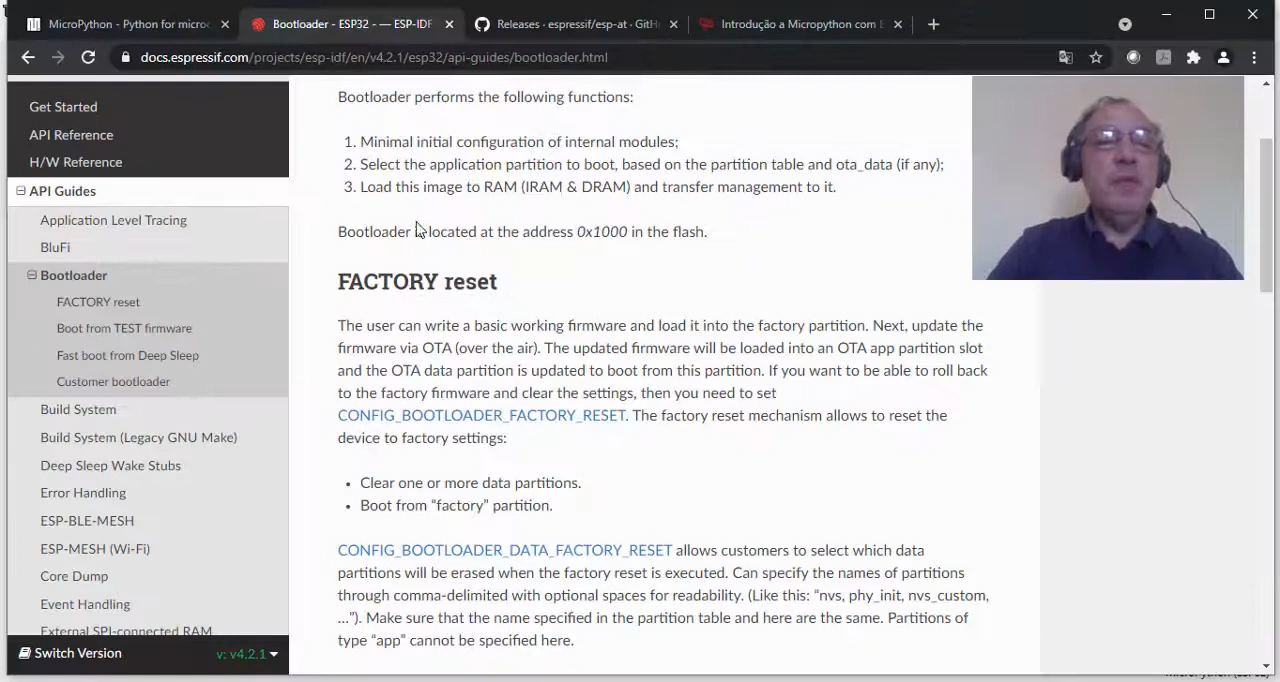 MicroPython - Python for microc
Bootloader - ESP32 - — ESP-IDF
Releases · espressif/esp-at · GitH
Introdução a Micropython com E
docs.espressif.com/projects/esp-idf/en/v4.2.1/esp32/api-guides/bootloader.html
Get Started
API Reference
H/W Reference
API Guides
Application Level Tracing
BluFi
Bootloader
FACTORY reset
Boot from TEST firmware
Fast boot from Deep Sleep
Customer bootloader
Build System
Build System (Legacy GNU Make)
Deep Sleep Wake Stubs
Error Handling
ESP-BLE-MESH
ESP-MESH (Wi-Fi)
Core Dump
Event Handling
External SPI-connected RAM
Switch Version
v: v4.2.1
Bootloader performs the following functions:
1. Minimal initial configuration of internal modules;
2. Select the application partition to boot, based on the partition table and ota_data (if any);
3. Load this image to RAM (IRAM & DRAM) and transfer management to it.
Bootloader located at the address 0x1000 in the flash.
FACTORY reset
The user can write a basic working firmware and load it into the factory partition. Next, update the
firmware via OTA (over the air). The updated firmware will be loaded into an OTA app partition slot
and the OTA data partition is updated to boot from this partition. If you want to be able to roll back
to the factory firmware and clear the settings, then you need to set
CONFIG_BOOTLOADER_FACTORY_RESET. The factory reset mechanism allows to reset the
device to factory settings:
• Clear one or more data partitions.
• Boot from “factory” partition.
CONFIG_BOOTLOADER_DATA_FACTORY_RESET allows customers to select which data
partitions will be erased when the factory reset is executed. Can specify the names of partitions
through comma-delimited with optional spaces for readability. (Like this: “nvs, phy_init, nvs_custom,
…”). Make sure that the name specified in the partition table and here are the same. Partitions of
type “app” cannot be specified here.